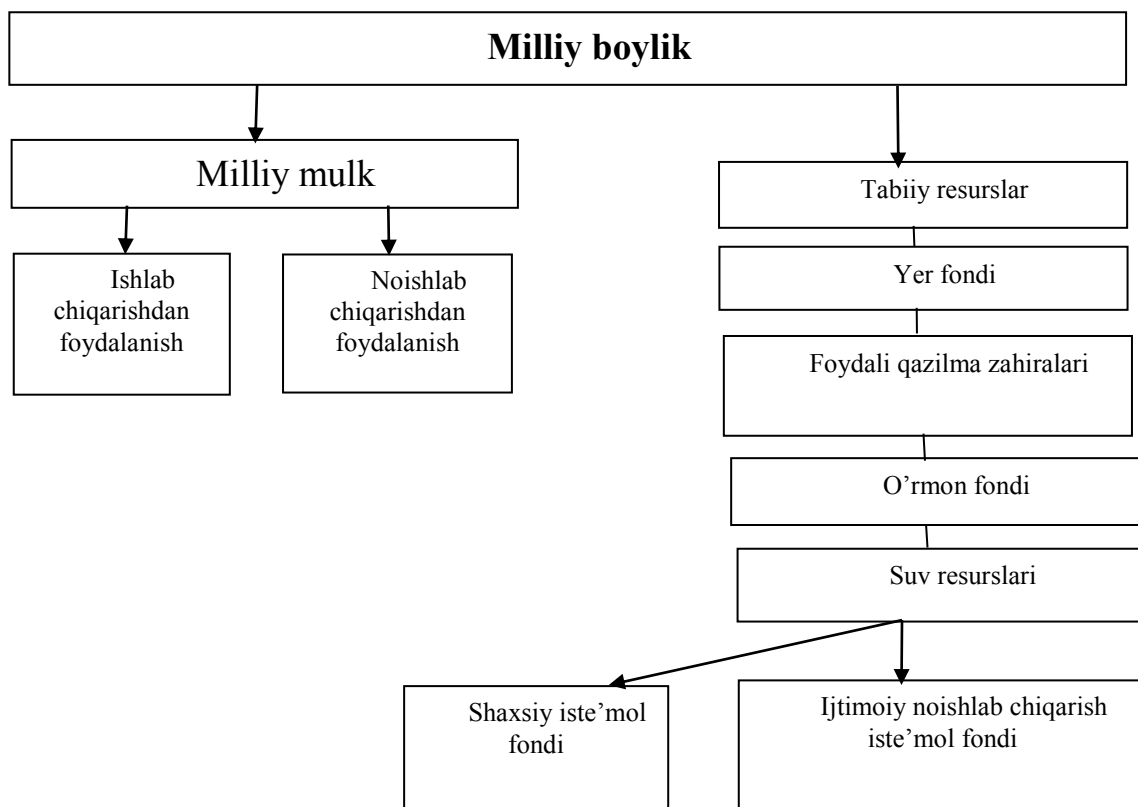 Milliy boylik
Milliy mulk
Tabiiy resurslar
Ishlab
chiqarishdan
foydalanish
Noishlab
chiqarishdan
foydalanish
Yer fondi
Foydali qazilma zahiralari
O’rmon fondi
Suv resurslari
Shaxsiy iste’mol
fondi
Ijtimoiy noishlab chiqarish
iste’mol fondi